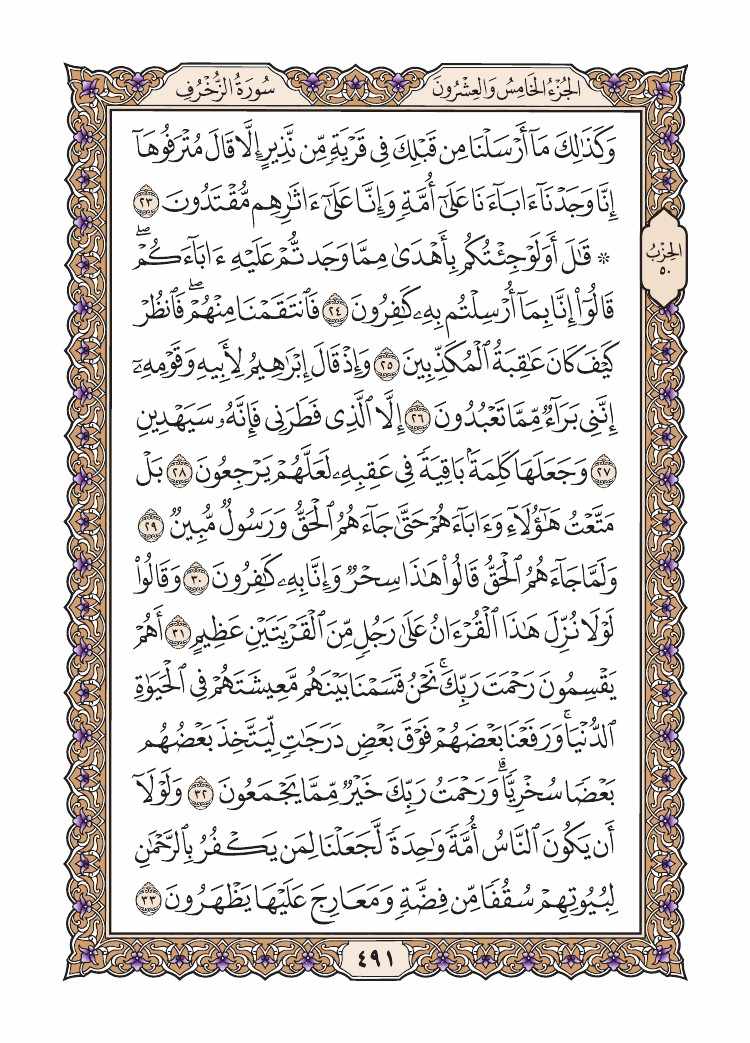 الجُزْءُ الخَامِسُ وَالعِشْرُونَ
سُورَةُ الزُّخْرُفِ
وَكَذَٰلِكَ مَآ أَرْسَلْنَا مِن قَبْلِكَ فِى قَرْيَةٍ مِّن نَّذِيرٍ إِلَّا قَالَ مُتْرَفُوهَآ
إِنَّا وَجَدْنَآ ءَابَآءَنَا عَلَىٰٓ أُمَّةٍ وَإِنَّا عَلَىٰٓ ءَاثَٰرِهِم مُّقْتَدُونَ ٢٣
۞ قَٰلَ أَوَلَوْ جِئْتُكُم بِأَهْدَىٰ مِمَّا وَجَدتُّمْ عَلَيْهِ ءَابَآءَكُمْ ۖ
قَالُوٓا۟ إِنَّا بِمَآ أُرْسِلْتُم بِهِۦ كَٰفِرُونَ ٢٤ فَٱنتَقَمْنَا مِنْهُمْ ۖ فَٱنظُرْ
كَيْفَ كَانَ عَٰقِبَةُ ٱلْمُكَذِّبِينَ ٢٥ وَإِذْ قَالَ إِبْرَٰهِيمُ لِأَبِيهِ وَقَوْمِهِۦٓ
إِنَّنِى بَرَآءٌ مِّمَّا تَعْبُدُونَ ٢٦ إِلَّا ٱلَّذِى فَطَرَنِى فَإِنَّهُۥ سَيَهْدِينِ
٢٧ وَجَعَلَهَا كَلِمَةًۢ بَاقِيَةً فِى عَقِبِهِۦ لَعَلَّهُمْ يَرْجِعُونَ ٢٨ بَلْ
مَتَّعْتُ هَٰٓؤُلَآءِ وَءَابَآءَهُمْ حَتَّىٰ جَآءَهُمُ ٱلْحَقُّ وَرَسُولٌ مُّبِينٌ ٢٩
وَلَمَّا جَآءَهُمُ ٱلْحَقُّ قَالُوا۟ هَٰذَا سِحْرٌ وَإِنَّا بِهِۦ كَٰفِرُونَ ٣٠ وَقَالُوا۟
لَوْلَا نُزِّلَ هَٰذَا ٱلْقُرْءَانُ عَلَىٰ رَجُلٍ مِّنَ ٱلْقَرْيَتَيْنِ عَظِيمٍ ٣١ أَهُمْ
يَقْسِمُونَ رَحْمَتَ رَبِّكَ ۚ نَحْنُ قَسَمْنَا بَيْنَهُم مَّعِيشَتَهُمْ فِى ٱلْحَيَوٰةِ
ٱلدُّنْيَا ۚ وَرَفَعْنَا بَعْضَهُمْ فَوْقَ بَعْضٍ دَرَجَٰتٍ لِّيَتَّخِذَ بَعْضُهُم
بَعْضًا سُخْرِيًّا ۗ وَرَحْمَتُ رَبِّكَ خَيْرٌ مِّمَّا يَجْمَعُونَ ٣٢ وَلَوْلَآ
أَن يَكُونَ ٱلنَّاسُ أُمَّةً وَٰحِدَةً لَّجَعَلْنَا لِمَن يَكْفُرُ بِٱلرَّحْمَٰنِ
لِبُيُوتِهِمْ سُقُفًا مِّن فِضَّةٍ وَمَعَارِجَ عَلَيْهَا يَظْهَرُونَ ٣٣
الحِزْبُ
٥٠
٤٩١